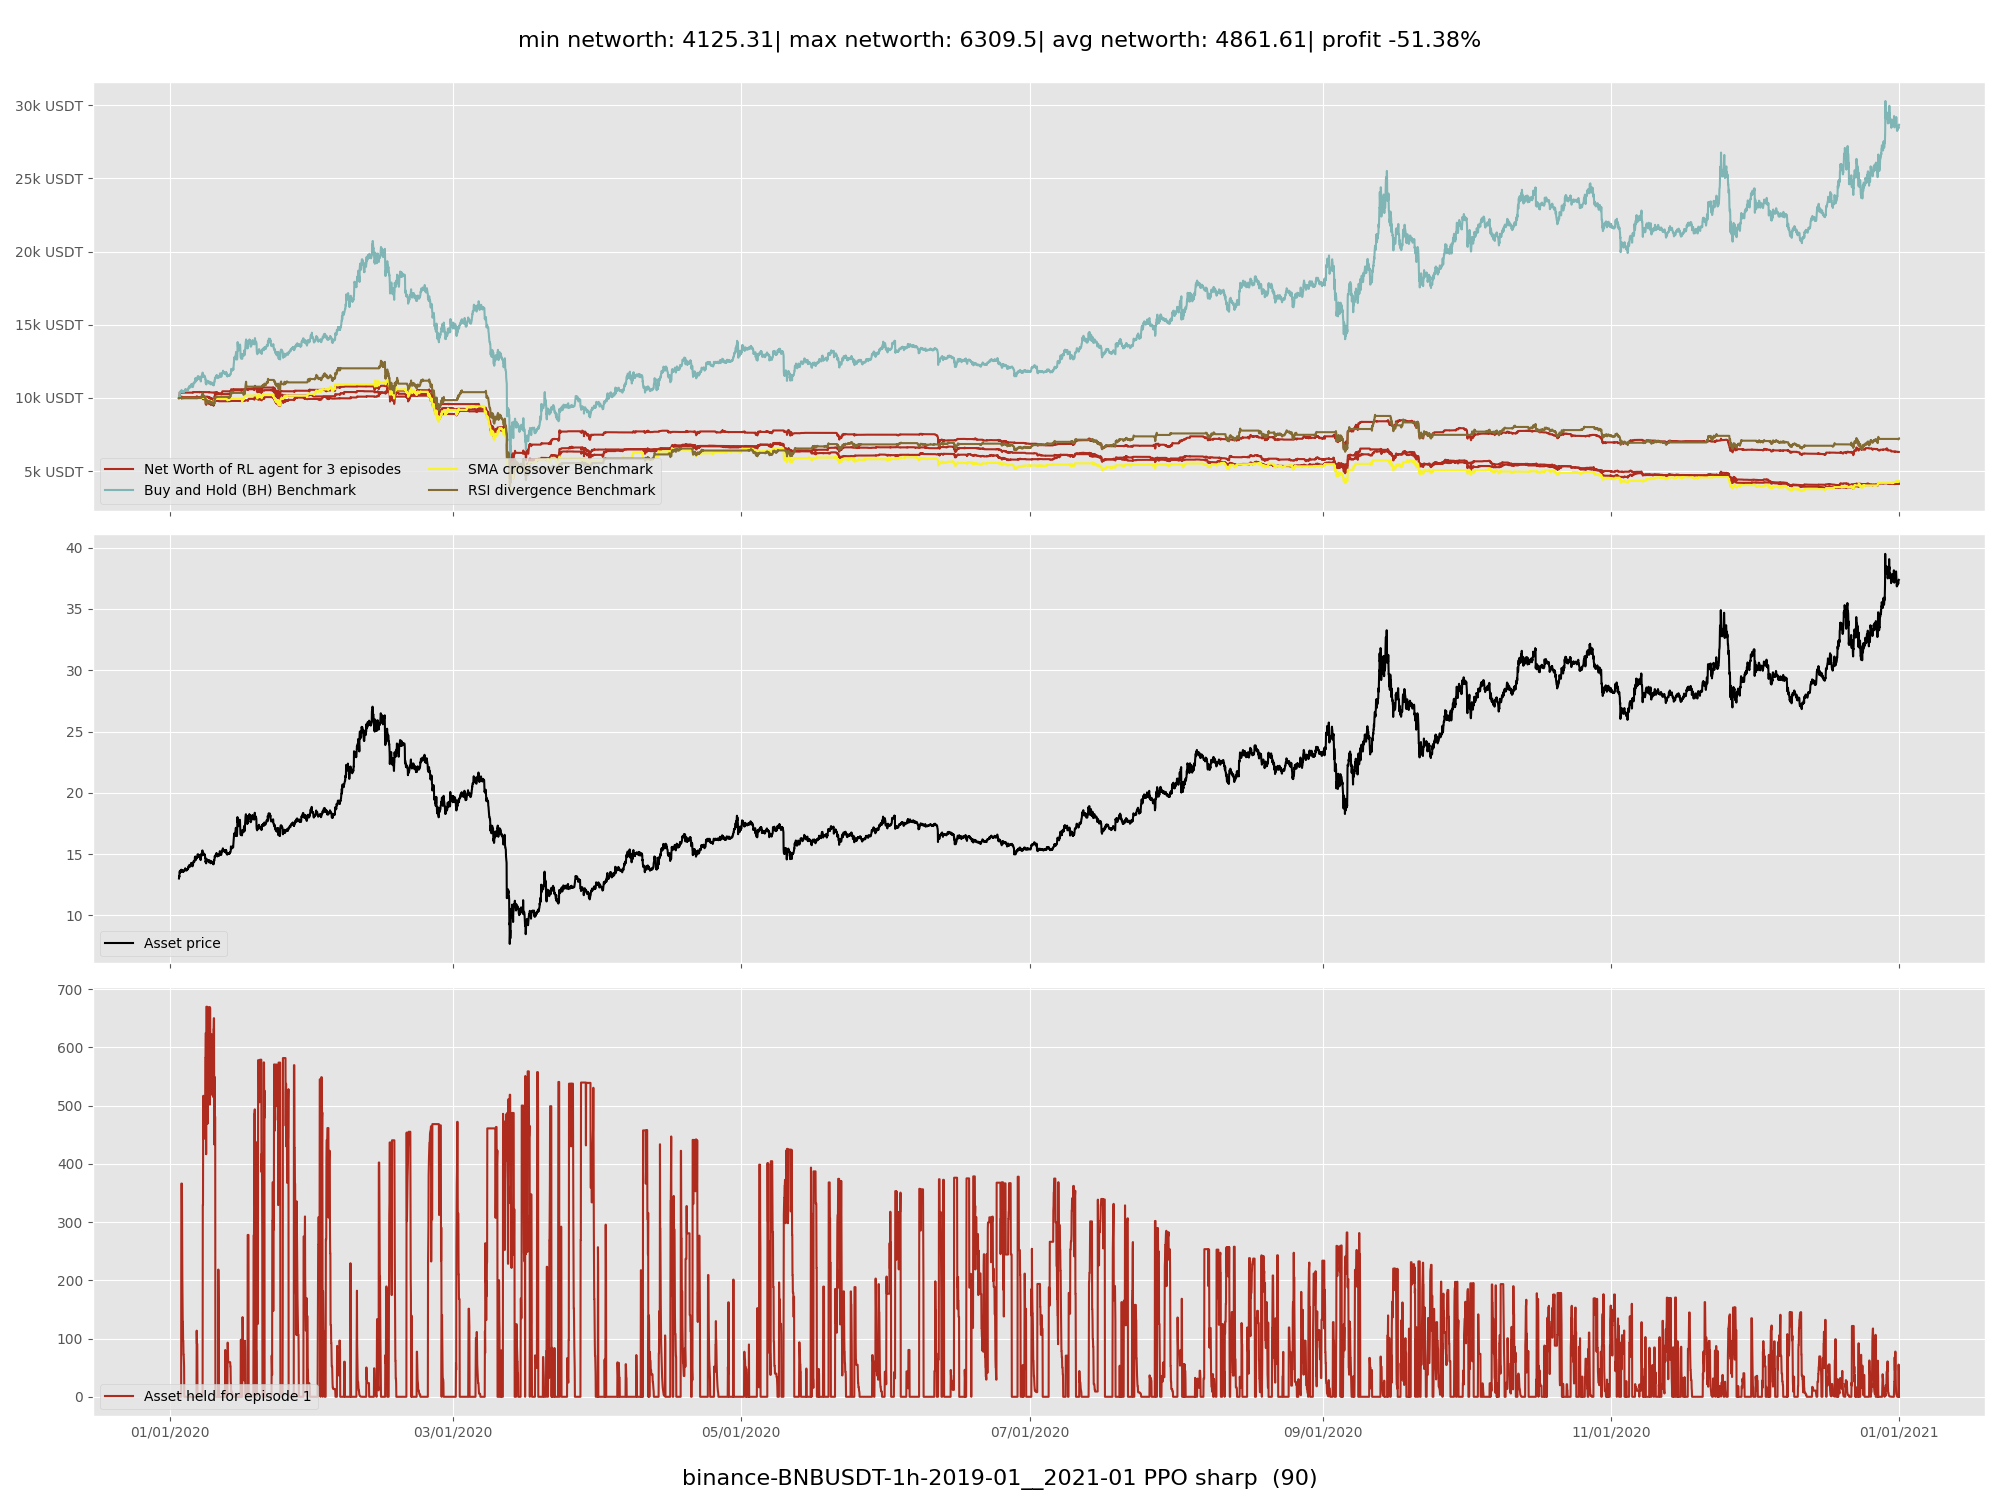 min networth: 4125.31| max networth: 6309.5| avg networth: 4861.61| profit -51.38%
30k USDT
25k USDT
20k USDT
15k USDT
10k USDT
5k USDT
Net Worth of RL agent for 3 episodes
Buy and Hold (BH) Benchmark
SMA crossover Benchmark
RSI divergence Benchmark
40
35
30
25
20
15
10
Asset price
700
600
500
400
300
200
100
0
Asset held for episode 1
01/01/2020 03/01/2020 05/01/2020 07/01/2020 09/01/2020 11/01/2020 01/01/2021
binance-BNBUSDT-1h-2019-01__2021-01 PPO sharp  (90)